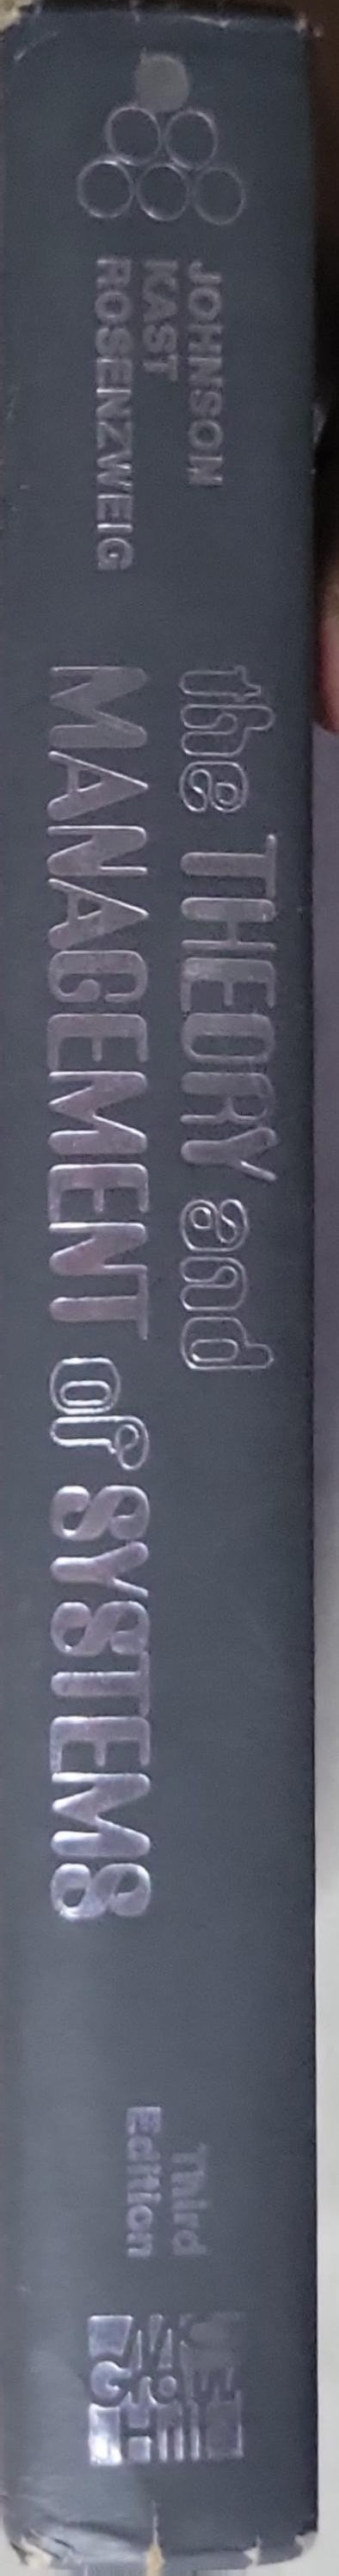 JOHNSON
KAST
ROSENZWEIG
the THEORY and
MANAGEMENT of SYSTEMS
Third
Edition